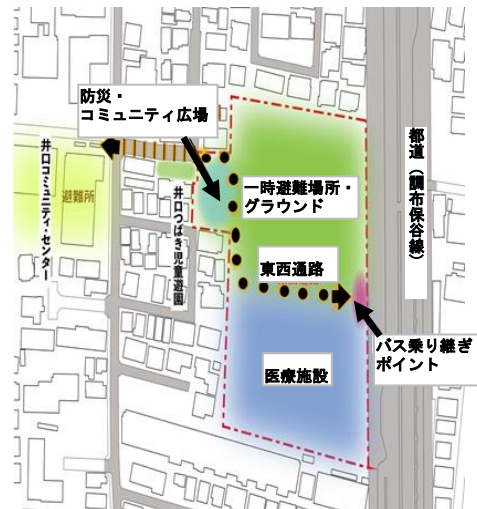 防災・
コミュニティ広場
井口コミュニティ・センター
避難所
井口つばき児童遊園
一時避難場所・
グラウンド
都道（調布保谷線）
東西通路
バス乗り継ぎ
ポイント
医療施設